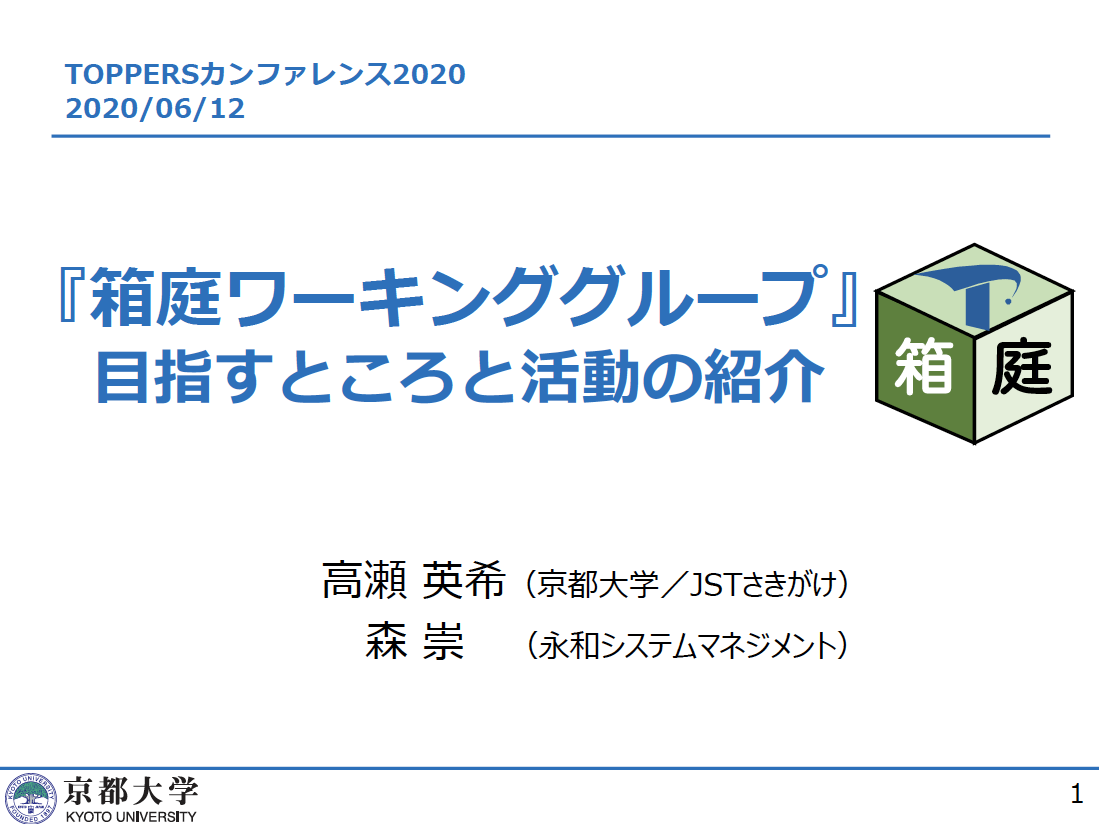 TOPPERSカンファレンス2020
2020/06/12
『箱庭ワーキンググループ』
目指すところと活動の紹介
箱 庭
高瀬 英希（京都大学／JSTさきがけ）
森 崇 （永和システムマネジメント）
KYOTO UNIVERSITY
FOUNDED 1897
京都大学
KYOTO UNIVERSITY
1